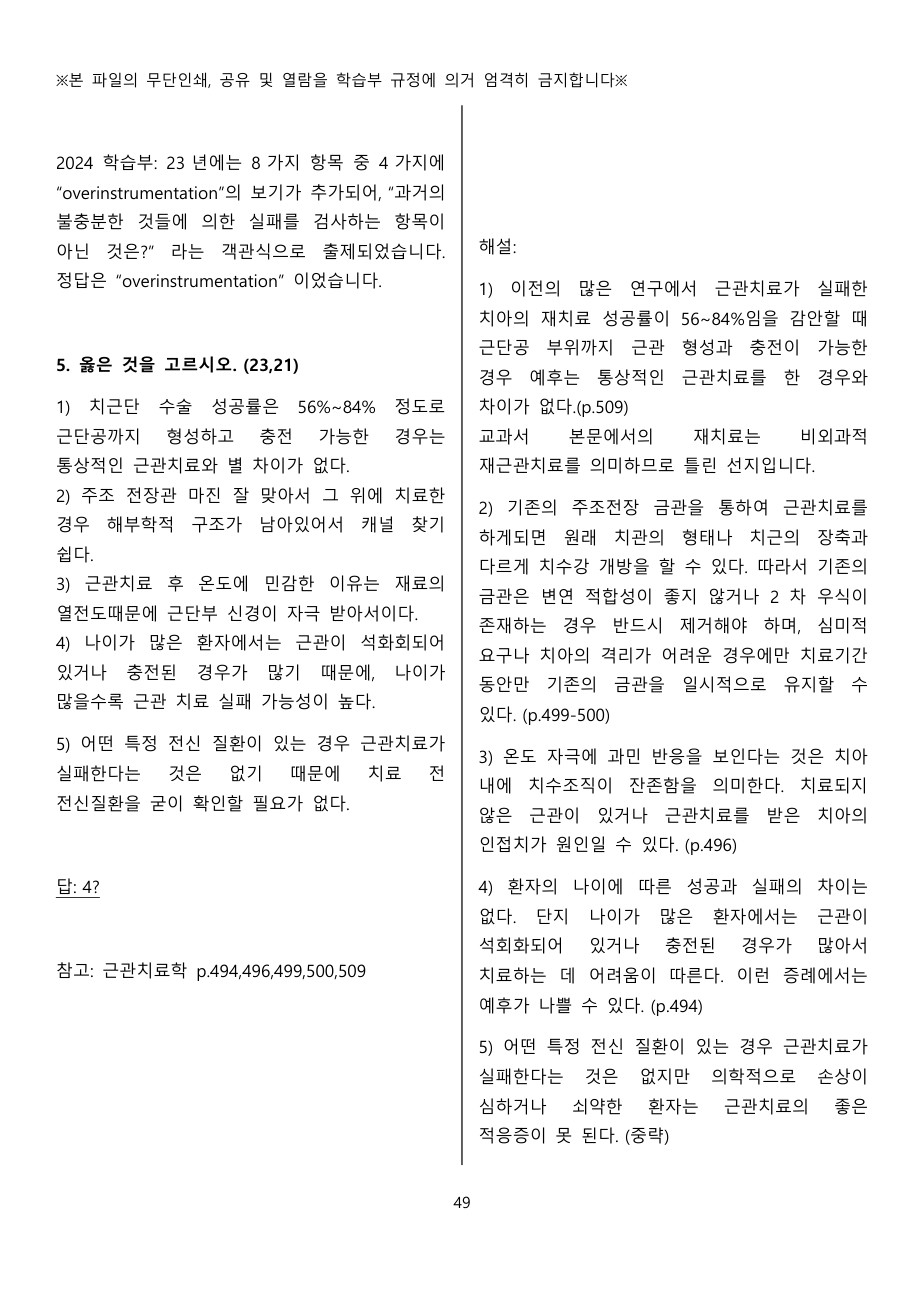 ※본 파일의 무단인쇄, 공유 및 열람을 학습부 규정에 의거 엄격히 금지합니다※
2024 학습부: 23 년에는 8 가지 항목 중 4 가지에
“overinstrumentation”의 보기가 추가되어, “과거의
불충분한 것들에 의한 실패를 검사하는 항목이
아닌 것은?” 라는 객관식으로 출제되었습니다.
정답은 “overinstrumentation” 이었습니다.
5. 옳은 것을 고르시오. (23,21)
1) 치근단 수술 성공률은 56%~84% 정도로
근단공까지 형성하고 충전 가능한 경우는
통상적인 근관치료와 별 차이가 없다.
2) 주조 전장관 마진 잘 맞아서 그 위에 치료한
경우 해부학적 구조가 남아있어서 캐널 찾기
쉽다.
3) 근관치료 후 온도에 민감한 이유는 재료의
열전도때문에 근단부 신경이 자극 받아서이다.
4) 나이가 많은 환자에서는 근관이 석화회되어
있거나 충전된 경우가 많기 때문에, 나이가
많을수록 근관 치료 실패 가능성이 높다.
5) 어떤 특정 전신 질환이 있는 경우 근관치료가
실패한다는 것은 없기 때문에 치료 전
전신질환을 굳이 확인할 필요가 없다.
답: 4?
참고: 근관치료학 p.494,496,499,500,509
해설:
1) 이전의 많은 연구에서 근관치료가 실패한
치아의 재치료 성공률이 56~84%임을 감안할 때
근단공 부위까지 근관 형성과 충전이 가능한
경우 예후는 통상적인 근관치료를 한 경우와
차이가 없다.(p.509)
교과서 본문에서의 재치료는 비외과적
재근관치료를 의미하므로 틀린 선지입니다.
2) 기존의 주조전장 금관을 통하여 근관치료를
하게되면 원래 치관의 형태나 치근의 장축과
다르게 치수강 개방을 할 수 있다. 따라서 기존의
금관은 변연 적합성이 좋지 않거나 2 차 우식이
존재하는 경우 반드시 제거해야 하며, 심미적
요구나 치아의 격리가 어려운 경우에만 치료기간
동안만 기존의 금관을 일시적으로 유지할 수
있다. (p.499-500)
3) 온도 자극에 과민 반응을 보인다는 것은 치아
내에 치수조직이 잔존함을 의미한다. 치료되지
않은 근관이 있거나 근관치료를 받은 치아의
인접치가 원인일 수 있다. (p.496)
4) 환자의 나이에 따른 성공과 실패의 차이는
없다. 단지 나이가 많은 환자에서는 근관이
석회화되어 있거나 충전된 경우가 많아서
치료하는 데 어려움이 따른다. 이런 증례에서는
예후가 나쁠 수 있다. (p.494)
5) 어떤 특정 전신 질환이 있는 경우 근관치료가
실패한다는 것은 없지만 의학적으로 손상이
심하거나 쇠약한 환자는 근관치료의 좋은
적응증이 못 된다. (중략)
49